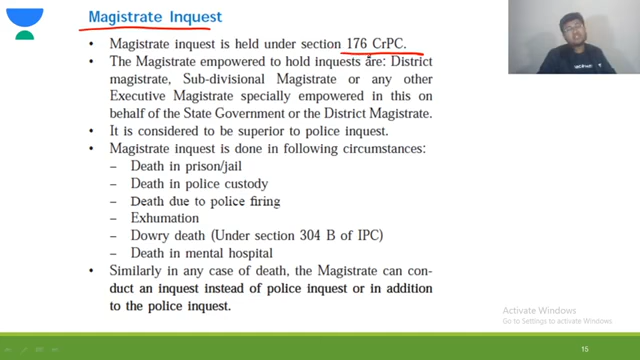 Magistrate Inquest
• Magistrate inquest is held under section 176 CrPC.
• The Magistrate empowered to hold inquests are: District
magistrate, Sub-divisional Magistrate or any other
Executive Magistrate specially empowered in this on
behalf of the State Government or the District Magistrate.
• It is considered to be superior to police inquest.
• Magistrate inquest is done in following circumstances:
– Death in prison/jail
– Death in police custody
– Death due to police firing
– Exhumation
– Dowry death (Under section 304 B of IPC)
– Death in mental hospital
• Similarly in any case of death, the Magistrate can con-
duct an inquest instead of police inquest or in addition
to the police inquest.
Activate Windows
Go to Settings to activate Windows.
15